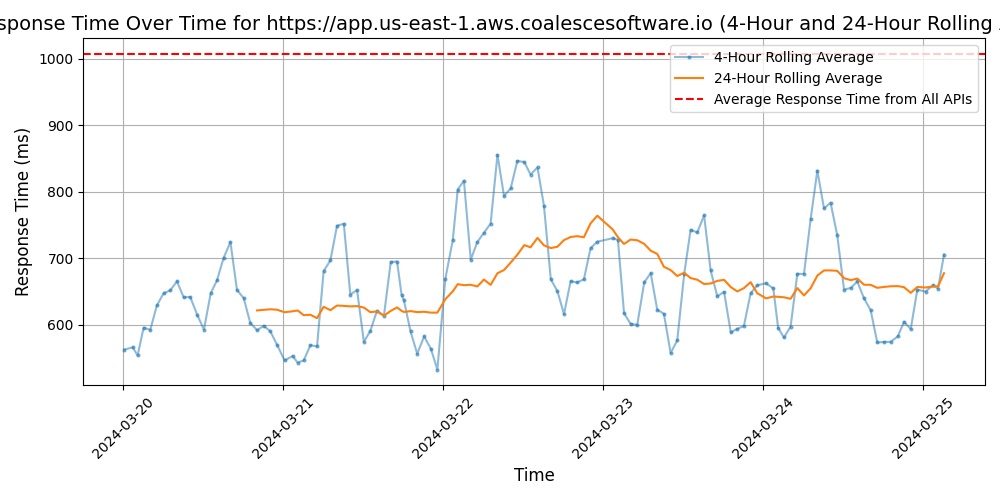 sponse Time Over Time for https://app.us-east-1.aws.coalescesoftware.io (4-Hour and 24-Hour Rolling
4-Hour Rolling Average
24-Hour Rolling Average
Average Response Time from All APIs
Response Time (ms)
1000
900
800
700
600
2024-03-20
2024-03-21
2024-03-22
2024-03-23
2024-03-24
2024-03-25
Time